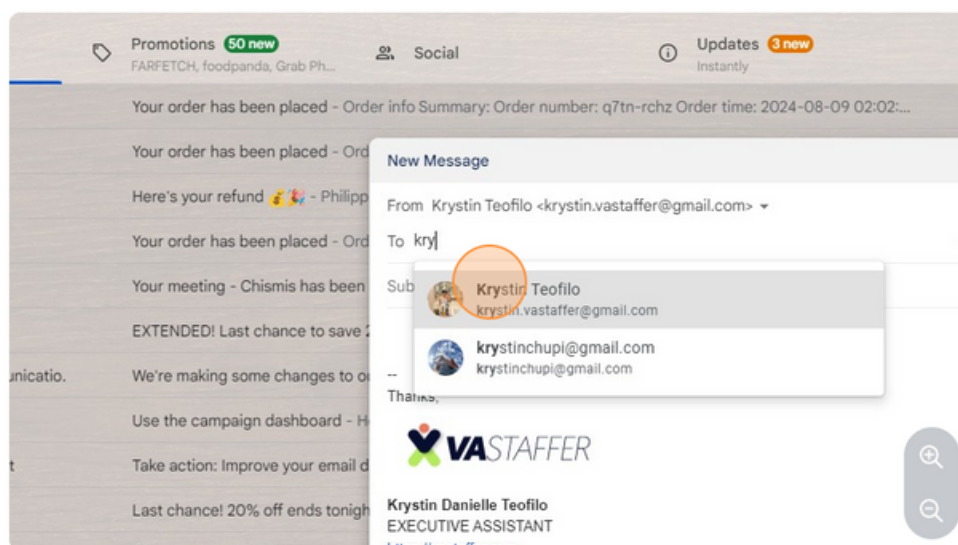 Promotions 50 new
FARFETCH, foodpanda, Grab Ph...
Social
Updates 3 new
Instantly
Your order has been placed - Order info Summary: Order number: q7tn-rchz Order time: 2024-08-09 02:02:...
Your order has been placed - Ord
New Message
Here's your refund 💰🎉 - Philipp
From Krystin Teofilo <krystin.vastaffer@gmail.com>
Your order has been placed - Ord
To kry
Your meeting - Chismis has been
Sub
Krystin Teofilo
krystin.vastaffer@gmail.com
EXTENDED! Last chance to save 2
krystinchupi@gmail.com
krystinchupi@gmail.com
unicatio.
We're making some changes to o
--
Thanks,
Use the campaign dashboard - H
VASTAFFER
t
Take action: Improve your email d
Last chance! 20% off ends tonigh
Krystin Danielle Teofilo
EXECUTIVE ASSISTANT